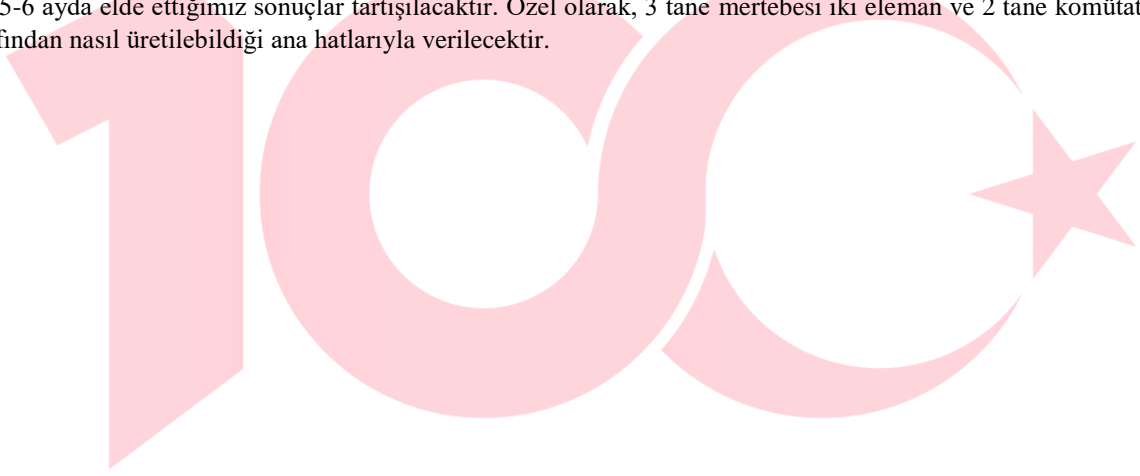 5-6 ayda elde ettiğimiz sonuçlar tartışılacaktır. Özel olarak, 3 tane mertebesi iki eleman ve 2 tane komütat
fından nasıl üretilebildiği ana hatlarıyla verilecektir.
100